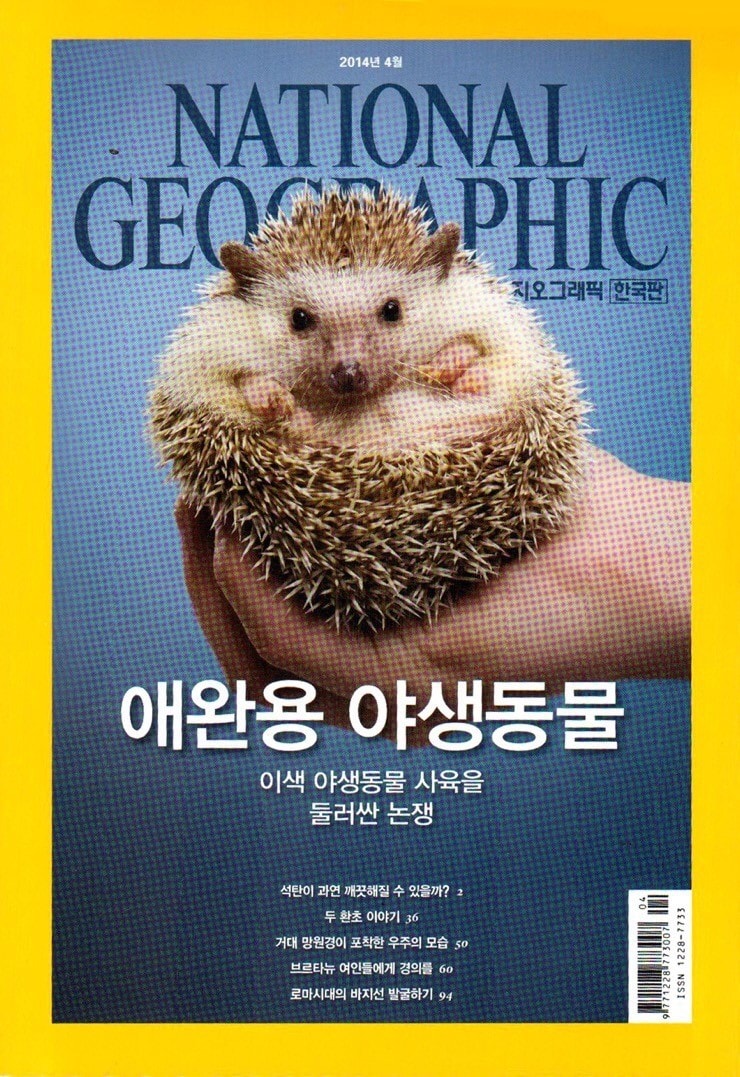 2014년 4월
NATIONAL
GEOGRAPHIC
지오그래픽 한국판
애완용 야생동물
이색 야생동물 사육을
둘러싼 논쟁
석탄이 과연 깨끗해질 수 있을까? 2
두 환초 이야기 36
거대 망원경이 포착한 우주의 모습 50
브르타뉴 여인들에게 경의를 60
로마시대의 바지선 발굴하기 94
04
9 771228 773007
ISSN 1228-7733